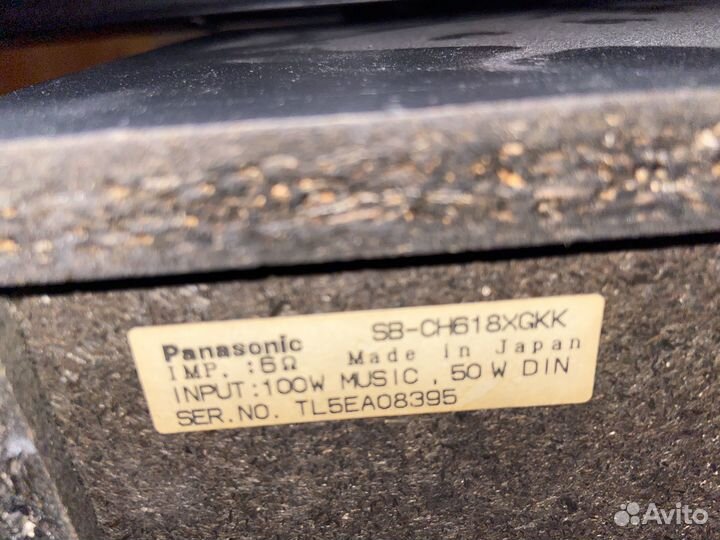 Panasonic SB-CH618XGKK
IMP. :6Ω Made in Japan
INPUT:100W MUSIC , 50 W DIN
SER.NO. TL5EA08395
Avito